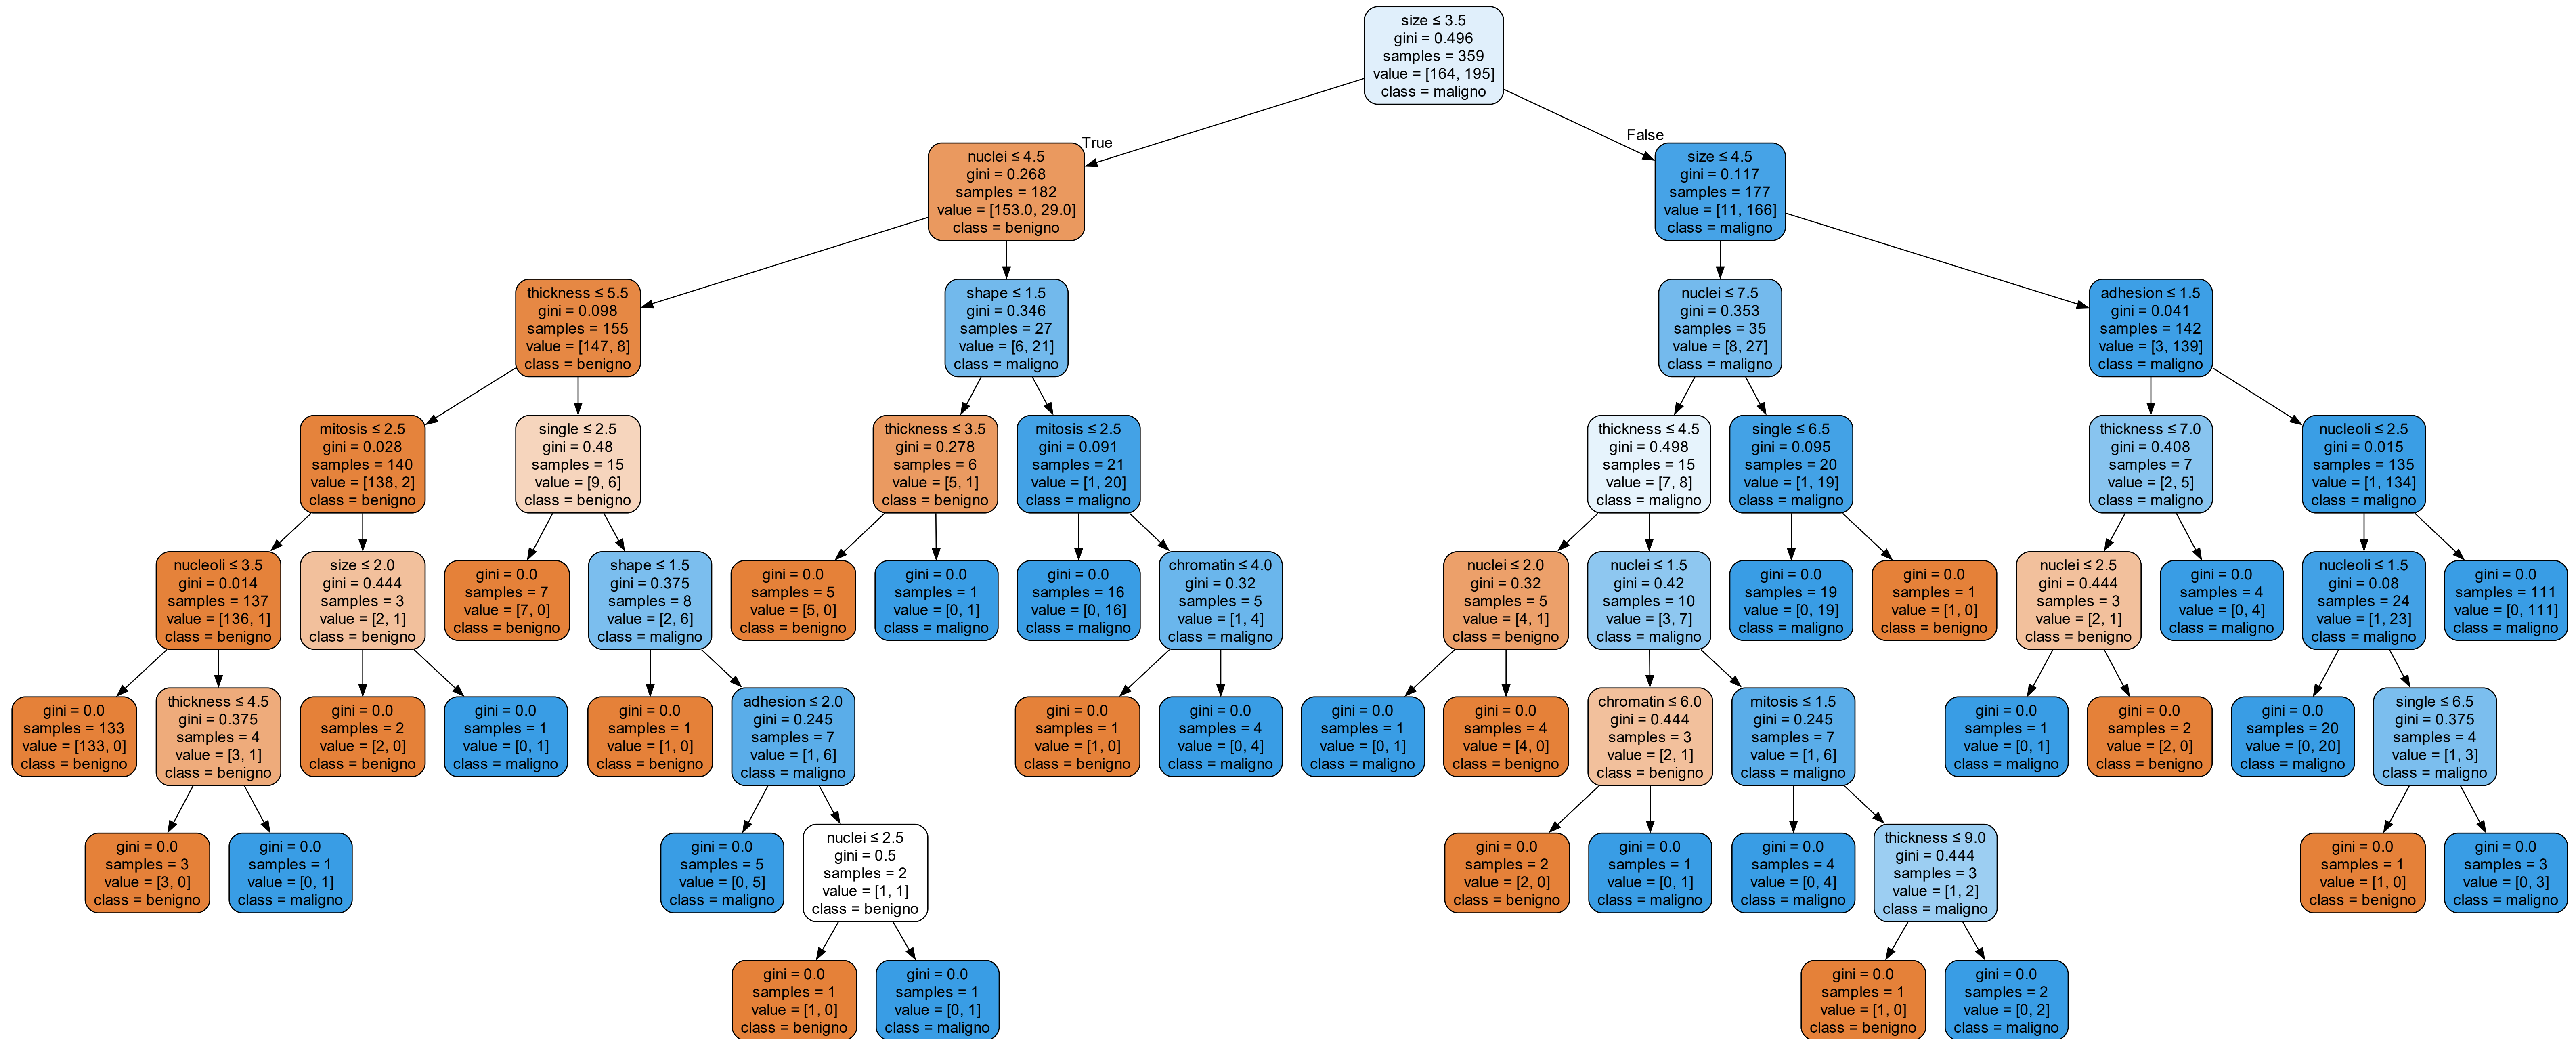 size ≤ 3.5
gini = 0.496
samples = 359
value = [164, 195]
class = maligno
True
False
nuclei ≤ 4.5
gini = 0.268
samples = 182
value = [153.0, 29.0]
class = benigno
size ≤ 4.5
gini = 0.117
samples = 177
value = [11, 166]
class = maligno
thickness ≤ 5.5
gini = 0.098
samples = 155
value = [147, 8]
class = benigno
shape ≤ 1.5
gini = 0.346
samples = 27
value = [6, 21]
class = maligno
nuclei ≤ 7.5
gini = 0.353
samples = 35
value = [8, 27]
class = maligno
adhesion ≤ 1.5
gini = 0.041
samples = 142
value = [3, 139]
class = maligno
mitosis ≤ 2.5
gini = 0.028
samples = 140
value = [138, 2]
class = benigno
single ≤ 2.5
gini = 0.48
samples = 15
value = [9, 6]
class = benigno
thickness ≤ 3.5
gini = 0.278
samples = 6
value = [5, 1]
class = benigno
mitosis ≤ 2.5
gini = 0.091
samples = 21
value = [1, 20]
class = maligno
thickness ≤ 4.5
gini = 0.498
samples = 15
value = [7, 8]
class = maligno
single ≤ 6.5
gini = 0.095
samples = 20
value = [1, 19]
class = maligno
thickness ≤ 7.0
gini = 0.408
samples = 7
value = [2, 5]
class = maligno
nucleoli ≤ 2.5
gini = 0.015
samples = 135
value = [1, 134]
class = maligno
nucleoli ≤ 3.5
gini = 0.014
samples = 137
value = [136, 1]
class = benigno
size ≤ 2.0
gini = 0.444
samples = 3
value = [2, 1]
class = benigno
gini = 0.0
samples = 7
value = [7, 0]
class = benigno
shape ≤ 1.5
gini = 0.375
samples = 8
value = [2, 6]
class = maligno
gini = 0.0
samples = 5
value = [5, 0]
class = benigno
gini = 0.0
samples = 1
value = [0, 1]
class = maligno
gini = 0.0
samples = 16
value = [0, 16]
class = maligno
chromatin ≤ 4.0
gini = 0.32
samples = 5
value = [1, 4]
class = maligno
nuclei ≤ 2.0
gini = 0.32
samples = 5
value = [4, 1]
class = benigno
nuclei ≤ 1.5
gini = 0.42
samples = 10
value = [3, 7]
class = maligno
gini = 0.0
samples = 19
value = [0, 19]
class = maligno
gini = 0.0
samples = 1
value = [1, 0]
class = benigno
nuclei ≤ 2.5
gini = 0.444
samples = 3
value = [2, 1]
class = benigno
gini = 0.0
samples = 4
value = [0, 4]
class = maligno
nucleoli ≤ 1.5
gini = 0.08
samples = 24
value = [1, 23]
class = maligno
gini = 0.0
samples = 111
value = [0, 111]
class = maligno
gini = 0.0
samples = 133
value = [133, 0]
class = benigno
thickness ≤ 4.5
gini = 0.375
samples = 4
value = [3, 1]
class = benigno
gini = 0.0
samples = 2
value = [2, 0]
class = benigno
gini = 0.0
samples = 1
value = [0, 1]
class = maligno
gini = 0.0
samples = 1
value = [1, 0]
class = benigno
adhesion ≤ 2.0
gini = 0.245
samples = 7
value = [1, 6]
class = maligno
gini = 0.0
samples = 1
value = [1, 0]
class = benigno
gini = 0.0
samples = 4
value = [0, 4]
class = maligno
gini = 0.0
samples = 1
value = [0, 1]
class = maligno
gini = 0.0
samples = 4
value = [4, 0]
class = benigno
chromatin ≤ 6.0
gini = 0.444
samples = 3
value = [2, 1]
class = benigno
mitosis ≤ 1.5
gini = 0.245
samples = 7
value = [1, 6]
class = maligno
gini = 0.0
samples = 1
value = [0, 1]
class = maligno
gini = 0.0
samples = 2
value = [2, 0]
class = benigno
gini = 0.0
samples = 20
value = [0, 20]
class = maligno
single ≤ 6.5
gini = 0.375
samples = 4
value = [1, 3]
class = maligno
gini = 0.0
samples = 3
value = [3, 0]
class = benigno
gini = 0.0
samples = 1
value = [0, 1]
class = maligno
gini = 0.0
samples = 5
value = [0, 5]
class = maligno
nuclei ≤ 2.5
gini = 0.5
samples = 2
value = [1, 1]
class = benigno
gini = 0.0
samples = 2
value = [2, 0]
class = benigno
gini = 0.0
samples = 1
value = [0, 1]
class = maligno
gini = 0.0
samples = 4
value = [0, 4]
class = maligno
thickness ≤ 9.0
gini = 0.444
samples = 3
value = [1, 2]
class = maligno
gini = 0.0
samples = 1
value = [1, 0]
class = benigno
gini = 0.0
samples = 3
value = [0, 3]
class = maligno
gini = 0.0
samples = 1
value = [1, 0]
class = benigno
gini = 0.0
samples = 1
value = [0, 1]
class = maligno
gini = 0.0
samples = 1
value = [1, 0]
class = benigno
gini = 0.0
samples = 2
value = [0, 2]
class = maligno